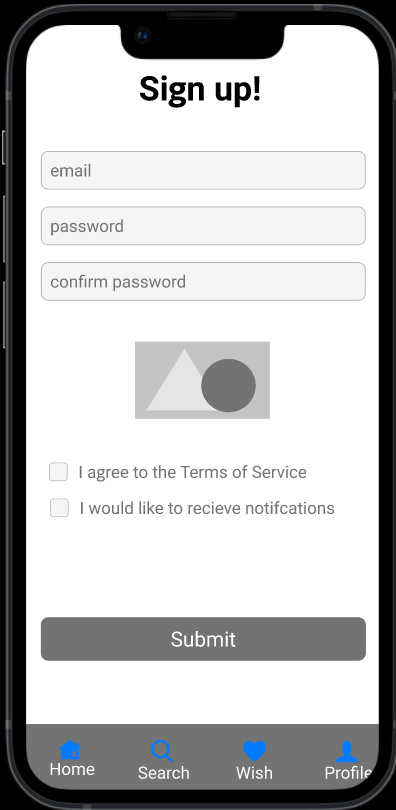 Sign up!
email
password
confirm password
I agree to the Terms of Service
I would like to recieve notifcations
Submit
Home Search Wish Profile